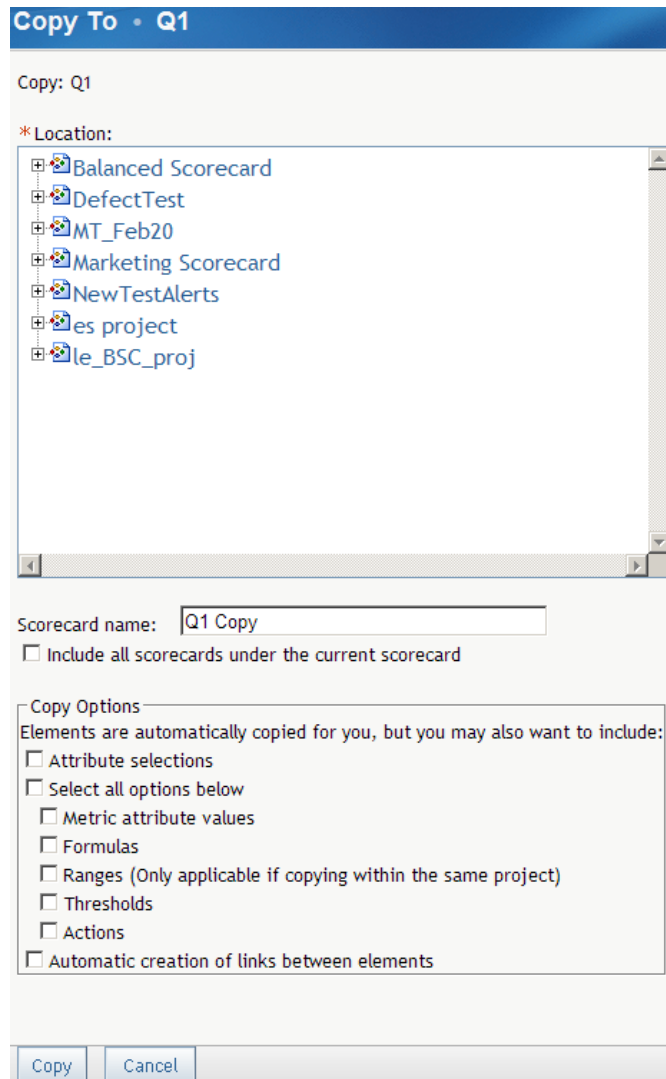 Copy To • Q1
Copy: Q1
*Location:
Balanced Scorecard
DefectTest
MT_Feb20
Marketing Scorecard
NewTestAlerts
es project
le_BSC_proj
Scorecard name: Q1 Copy
Include all scorecards under the current scorecard
Copy Options
Elements are automatically copied for you, but you may also want to include:
Attribute selections
Select all options below
Metric attribute values
Formulas
Ranges (Only applicable if copying within the same project)
Thresholds
Actions
Automatic creation of links between elements
Copy Cancel